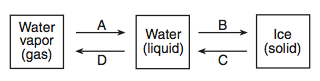 Water
vapor
(gas)
A
D
Water
(liquid)
B
C
Ice
(solid)